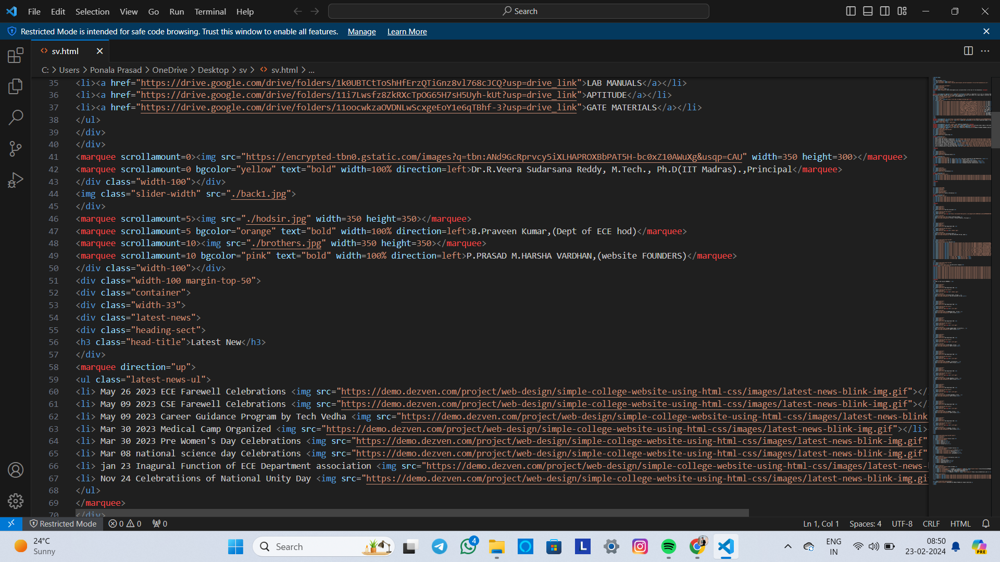 File Edit Selection View Go Run Terminal Help Search
Restricted Mode is intended for safe code browsing. Trust this window to enable all features. Manage Learn More
sv.html
C: > Users > Ponala Prasad > OneDrive > Desktop > sv > sv.html > ...
35 <li><a href="https://drive.google.com/drive/folders/1k0UBTCtToShHfErzQTiGnz8vl768cJCQ?usp=drive_link">LAB MANUALS</a></li>
36 <li><a href="https://drive.google.com/drive/folders/11i7Lwsfz8ZkRXcTpOG65H7sH5Uyh-kUt?usp=drive_link">APTITUDE</a></li>
37 <li><a href="https://drive.google.com/drive/folders/11oocwkzaOVDNLwScxgeEoY1e6qTBhf-3?usp=drive_link">GATE MATERIALS</a></li>
38 </ul>
39 </div>
40 </div>
41 <marquee scrollamount=0><img src="https://encrypted-tbn0.gstatic.com/images?q=tbn:ANd9GcRprvcy5iXLHAPROXBbPAT5H-bc0xZ10AWuXg&usqp=CAU" width=350 height=300></marquee>
42 <marquee scrollamount=0 bgcolor="yellow" text="bold" width=100% direction=left>Dr.R.Veera Sudarsana Reddy, M.Tech., Ph.D(IIT Madras).,Principal</marquee>
43 </div class="width-100"></div>
44 <img class="slider-width" src="./back1.jpg">
45 </div>
46 <marquee scrollamount=5><img src="./hodsir.jpg" width=350 height=350></marquee>
47 <marquee scrollamount=5 bgcolor="orange" text="bold" width=100% direction=left>B.Praveen Kumar,(Dept of ECE hod)</marquee>
48 <marquee scrollamount=10><img src="./brothers.jpg" width=350 height=350></marquee>
49 <marquee scrollamount=10 bgcolor="pink" text="bold" width=100% direction=left>P.PRASAD M.HARSHA VARDHAN,(website FOUNDERS)</marquee>
50 </div class="width-100"></div>
51 <div class="width-100 margin-top-50">
52 <div class="container">
53 <div class="width-33">
54 <div class="latest-news">
55 <div class="heading-sect">
56 <h3 class="head-title">Latest New</h3>
57 </div>
58 <marquee direction="up">
59 <ul class="latest-news-ul">
60 <li> May 26 2023 ECE Farewell Celebrations <img src="https://demo.dezven.com/project/web-design/simple-college-website-using-html-css/images/latest-news-blink-img.gif"></
61 <li> May 09 2023 CSE Farewell Celebrations <img src="https://demo.dezven.com/project/web-design/simple-college-website-using-html-css/images/latest-news-blink-img.gif"></
62 <li> May 09 2023 Career Guidance Program by Tech Vedha <img src="https://demo.dezven.com/project/web-design/simple-college-website-using-html-css/images/latest-news-blink
63 <li> Mar 30 2023 Medical Camp Organized <img src="https://demo.dezven.com/project/web-design/simple-college-website-using-html-css/images/latest-news-blink-img.gif"></li>
64 <li> Mar 30 2023 Pre Women's Day Celebrations <img src="https://demo.dezven.com/project/web-design/simple-college-website-using-html-css/images/latest-news-blink-img.gif"
65 <li> Mar 08 national science day Celebrations <img src="https://demo.dezven.com/project/web-design/simple-college-website-using-html-css/images/latest-news-blink-img.gif"
66 <li> jan 23 Inagural Function of ECE Department association <img src="https://demo.dezven.com/project/web-design/simple-college-website-using-html-css/images/latest-news-
67 <li> Nov 24 Celebratiions of National Unity Day <img src="https://demo.dezven.com/project/web-design/simple-college-website-using-html-css/images/latest-news-blink-img.gi
68 </ul>
69 </marquee>
70 </div>
Restricted Mode 0 0 0 Ln 1, Col 1 Spaces: 4 UTF-8 CRLF HTML
24°C
Sunny
Search
4
L
PRE
ENG
IN
08:50
23-02-2024